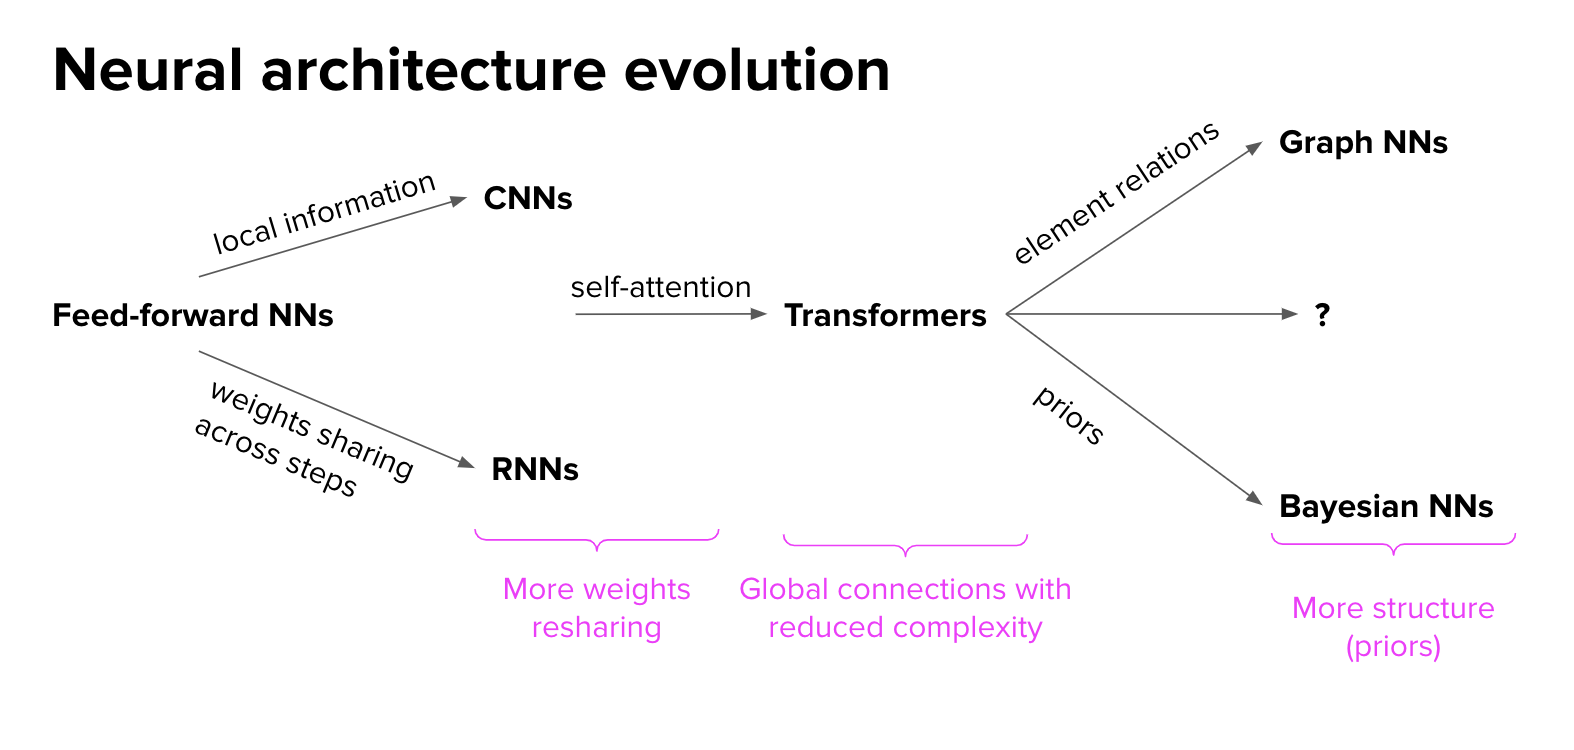 Neural architecture evolution
local information
CNNs
Feed-forward NNs
weights sharing
across steps
RNNs
self-attention
Transformers
element relations
Graph NNs
?
priors
Bayesian NNs
More weights
resharing
Global connections with
reduced complexity
More structure
(priors)